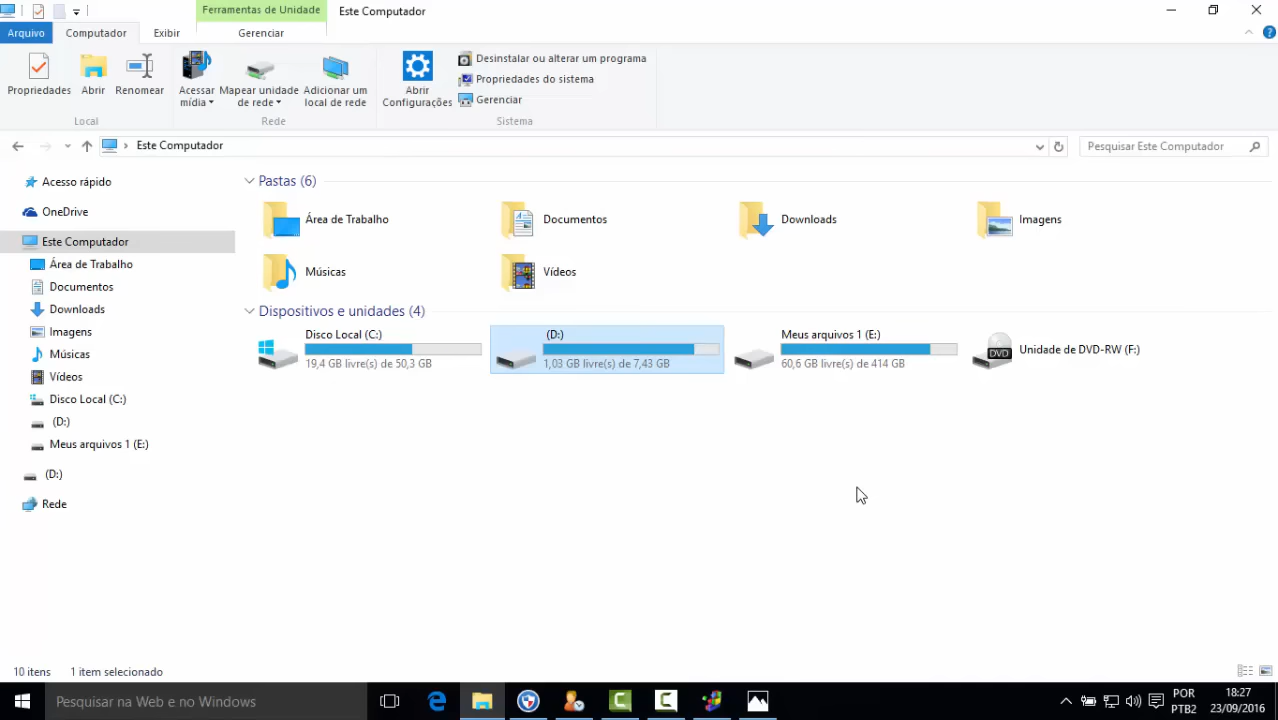 Ferramentas de Unidade
Este Computador
Arquivo
Computador
Exibir
Gerenciar
Propriedades
Abrir
Renomear
Acessar
mídia
Mapear unidade
de rede
Adicionar um
local de rede
Abrir
Configurações
Desinstalar ou alterar um programa
Propriedades do sistema
Gerenciar
Local
Rede
Sistema
Este Computador
Pesquisar Este Computador
Acesso rápido
OneDrive
Este Computador
Área de Trabalho
Documentos
Downloads
Imagens
Músicas
Vídeos
Disco Local (C:)
(D:)
Meus arquivos 1 (E:)
(D:)
Rede
Pastas (6)
Área de Trabalho
Documentos
Downloads
Imagens
Músicas
Vídeos
Dispositivos e unidades (4)
Disco Local (C:)
19,4 GB livre(s) de 50,3 GB
(D:)
1,03 GB livre(s) de 7,43 GB
Meus arquivos 1 (E:)
60,6 GB livre(s) de 414 GB
DVD
Unidade de DVD-RW (F:)
10 itens
1 item selecionado
Pesquisar na Web e no Windows
POR
PTB2
18:27
23/09/2016